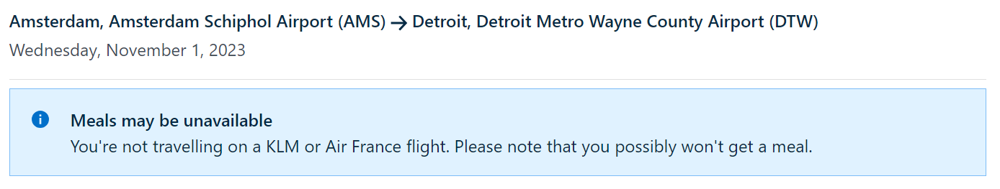 Amsterdam, Amsterdam Schiphol Airport (AMS) → Detroit, Detroit Metro Wayne County Airport (DTW)
Wednesday, November 1, 2023
Meals may be unavailable
You're not travelling on a KLM or Air France flight. Please note that you possibly won't get a meal.